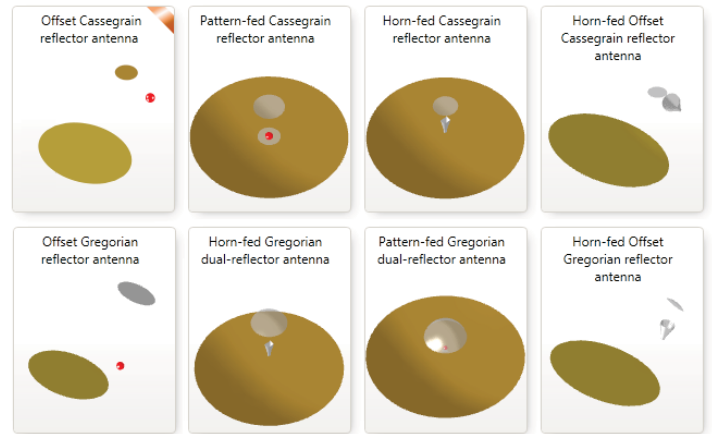 Offset Cassegrain
reflector antenna
Pattern-fed Cassegrain
reflector antenna
Horn-fed Cassegrain
reflector antenna
Horn-fed Offset
Cassegrain reflector
antenna
Offset Gregorian
reflector antenna
Horn-fed Gregorian
dual-reflector antenna
Pattern-fed Gregorian
dual-reflector antenna
Horn-fed Offset
Gregorian reflector
antenna